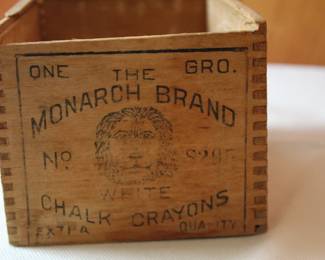 ONE THE GRO.
MONARCH BRAND
Nº
WHITE
CHALK CRAYONS
EXTRA QUALITY